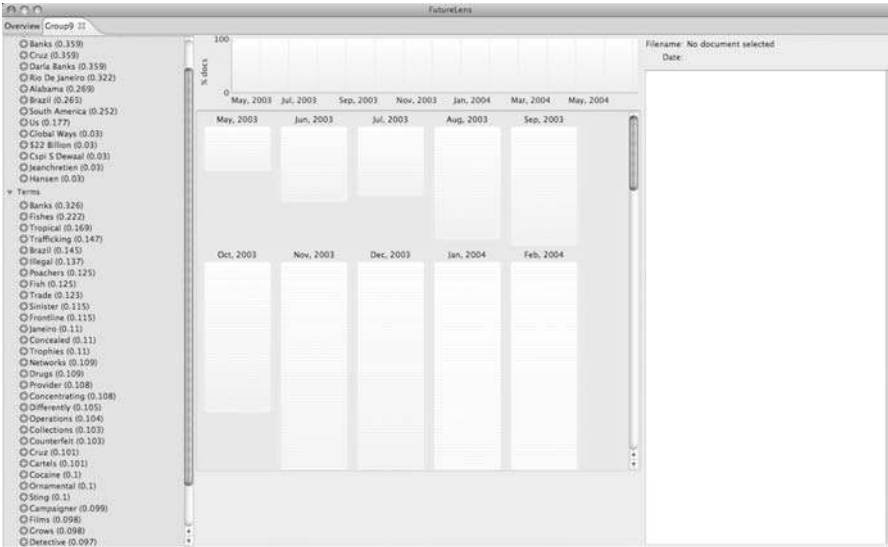 FutureLens
Overview Group9
Banks (0.359)
Cruz (0.359)
Darla Banks (0.359)
Rio De Janeiro (0.322)
Alabama (0.269)
Brazil (0.265)
South America (0.252)
Us (0.177)
Global Ways (0.03)
$22 Billion (0.03)
Cspi S Dewaal (0.03)
Jeanchretien (0.03)
Hansen (0.03)
Terms
Banks (0.326)
Fishes (0.222)
Tropical (0.169)
Trafficking (0.147)
Brazil (0.145)
Illegal (0.137)
Poachers (0.125)
Fish (0.125)
Trade (0.123)
Sinister (0.115)
Frontline (0.115)
Janeiro (0.11)
Concealed (0.11)
Trophies (0.11)
Networks (0.109)
Drugs (0.109)
Provider (0.108)
Concentrating (0.108)
Differently (0.105)
Operations (0.104)
Collections (0.103)
Counterfeit (0.103)
Cruz (0.101)
Cartels (0.101)
Cocaine (0.1)
Ornamental (0.1)
Sting (0.1)
Campaigner (0.099)
Films (0.098)
Grows (0.098)
Detective (0.097)
100
% docs
0
May, 2003 Jul, 2003 Sep, 2003 Nov, 2003 Jan, 2004 Mar, 2004 May, 2004
May, 2003 Jun, 2003 Jul, 2003 Aug, 2003 Sep, 2003
Oct, 2003 Nov, 2003 Dec, 2003 Jan, 2004 Feb, 2004
Filename: No document selected
Date: